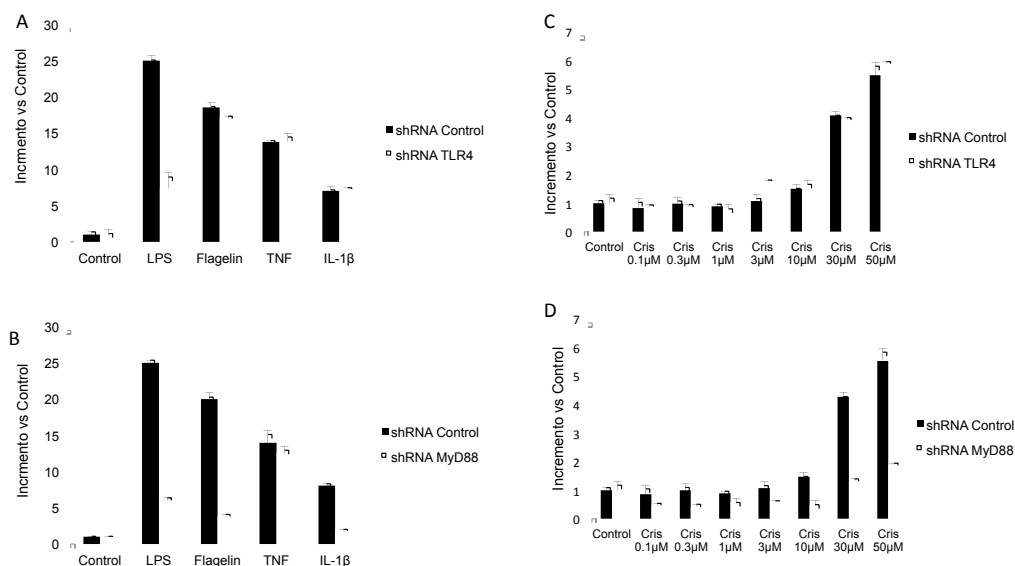 A
Incrmento vs Control
30
25
20
15
10
5
0
Control LPS Flagelin TNF IL-1β
shRNA Control
shRNA TLR4
B
Incrmento vs Control
30
25
20
15
10
5
0
Control LPS Flagelin TNF IL-1β
shRNA Control
shRNA MyD88
C
Incremento vs Control
7
6
5
4
3
2
1
0
Control Cris Cris Cris Cris Cris Cris Cris
0.1µM 0.3µM 1µM 3µM 10µM 30µM 50µM
shRNA Control
shRNA TLR4
D
Incremento vs Control
7
6
5
4
3
2
1
0
Control Cris Cris Cris Cris Cris Cris Cris
0.1µM 0.3µM 1µM 3µM 10µM 30µM 50µM
shRNA Control
shRNA MyD88